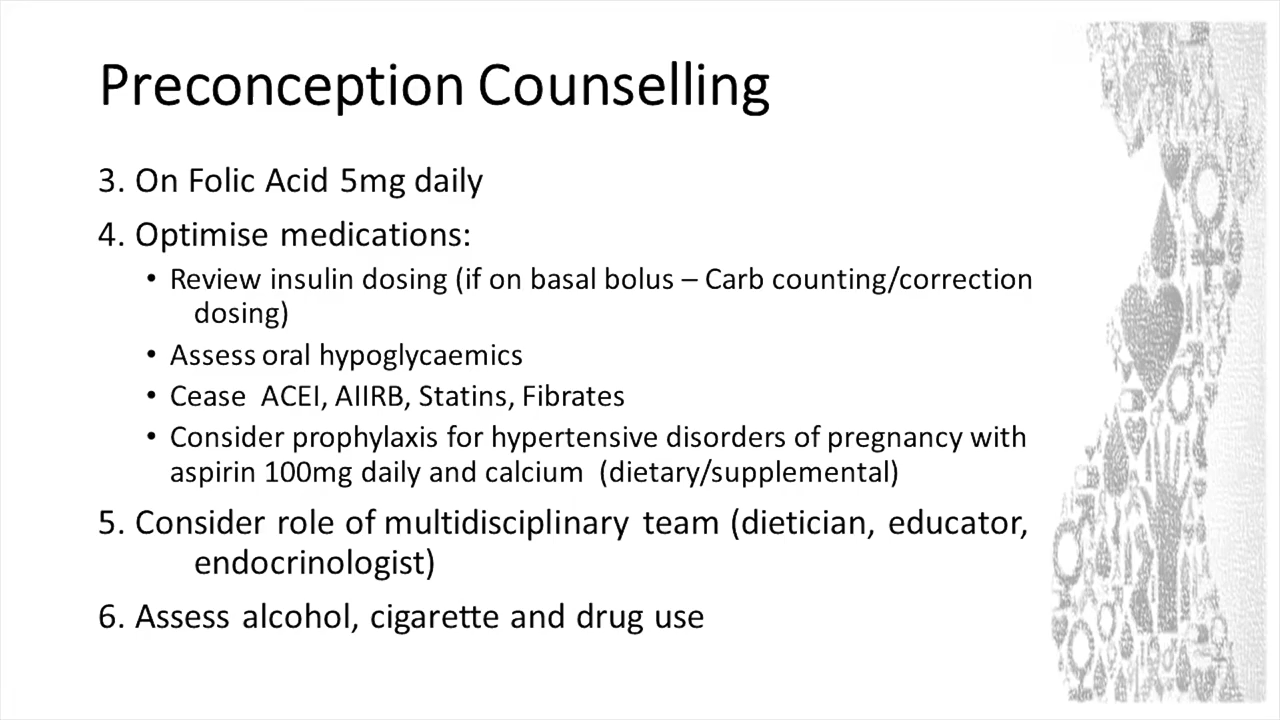 Preconception Counselling
3. On Folic Acid 5mg daily
4. Optimise medications:
• Review insulin dosing (if on basal bolus – Carb counting/correction
dosing)
• Assess oral hypoglycaemics
• Cease  ACEI, AIIRB, Statins, Fibrates
• Consider prophylaxis for hypertensive disorders of pregnancy with
aspirin 100mg daily and calcium  (dietary/supplemental)
5. Consider role of multidisciplinary team (dietician, educator,
endocrinologist)
6. Assess alcohol, cigarette and drug use